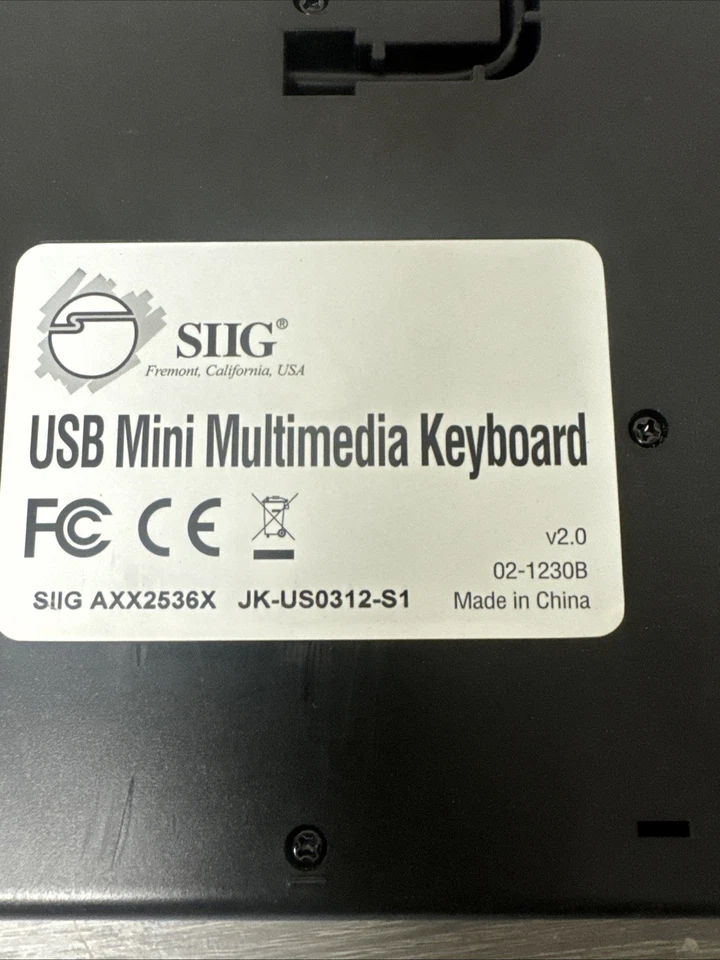 SIIG®
Fremont, California, USA
USB Mini Multimedia Keyboard
FC CE
v2.0
02-1230B
SIIG AXX2536X JK-US0312-S1 Made in China